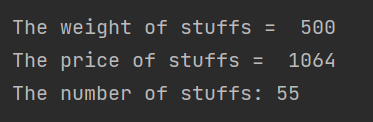 The weight of stuffs =  500
The price of stuffs =  1064
The number of stuffs: 55